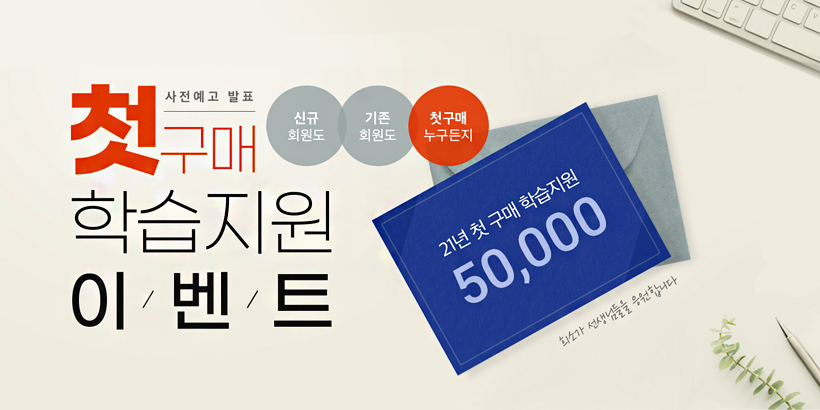 사전예고 발표
첫구매
학습지원
이/벤/트
신규
회원도
기존
회원도
첫구매
누구든지
21년 첫 구매 학습지원
50,000
희소가 선생님들을 응원합니다